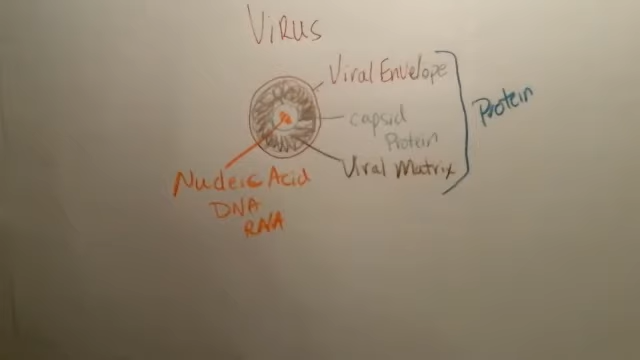 Virus
Viral Envelope
capsid
Protein
Viral Matrix
Protein
Nucleic Acid
DNA
RNA